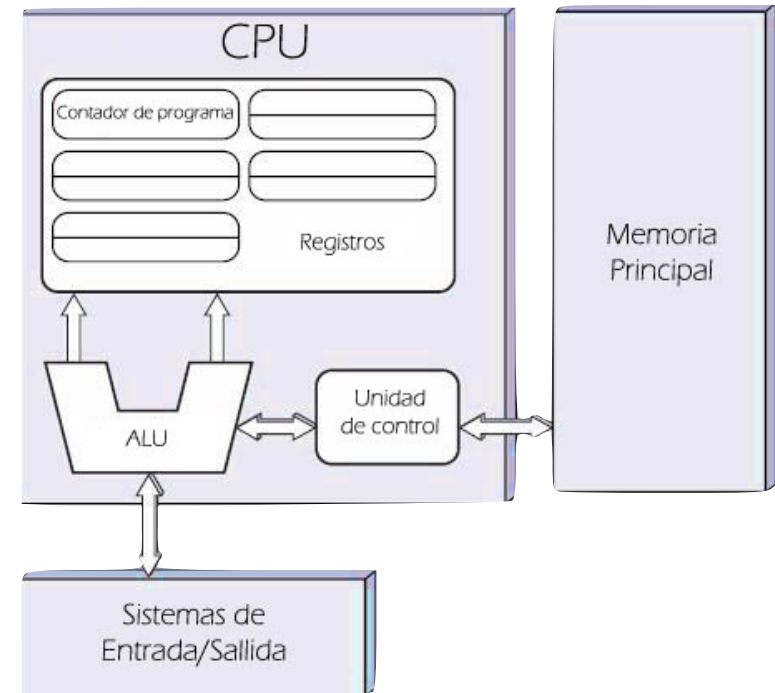 CPU
Contador de programa
Registros
Memoria
Principal
ALU
Unidad
de control
Sistemas de
Entrada/Sallida